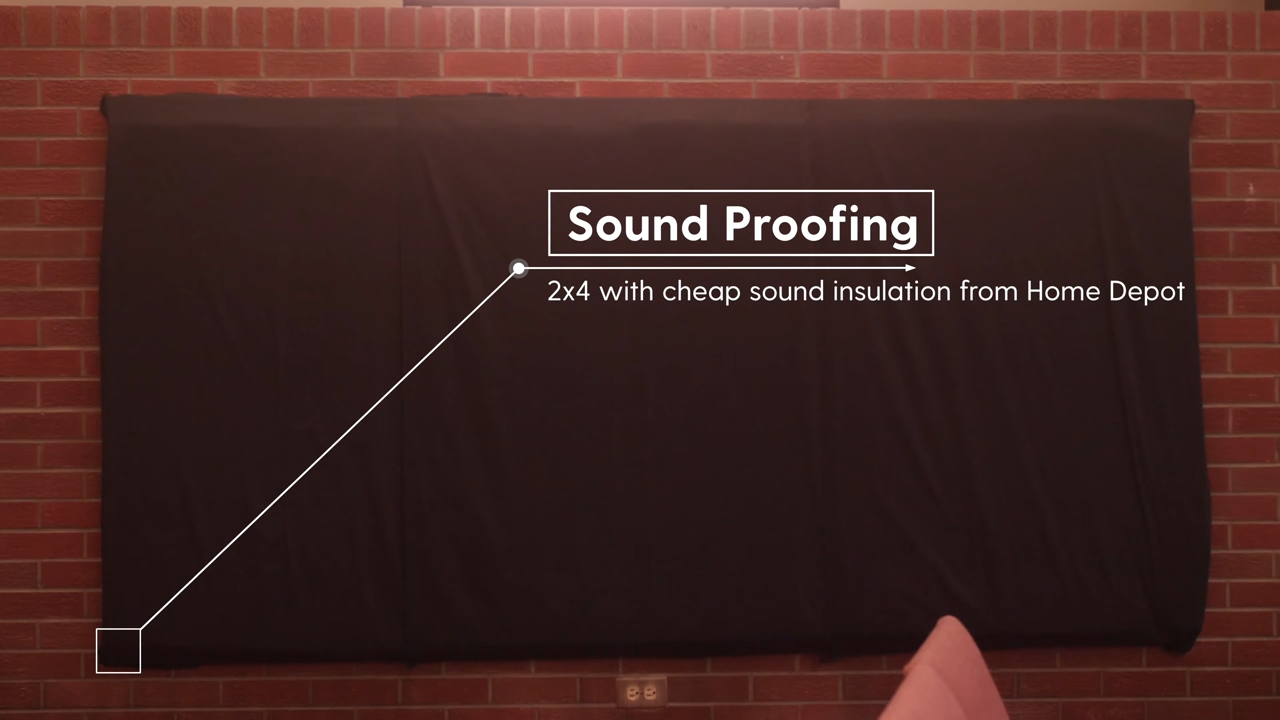 Sound Proofing
2x4 with cheap sound insulation from Home Depot